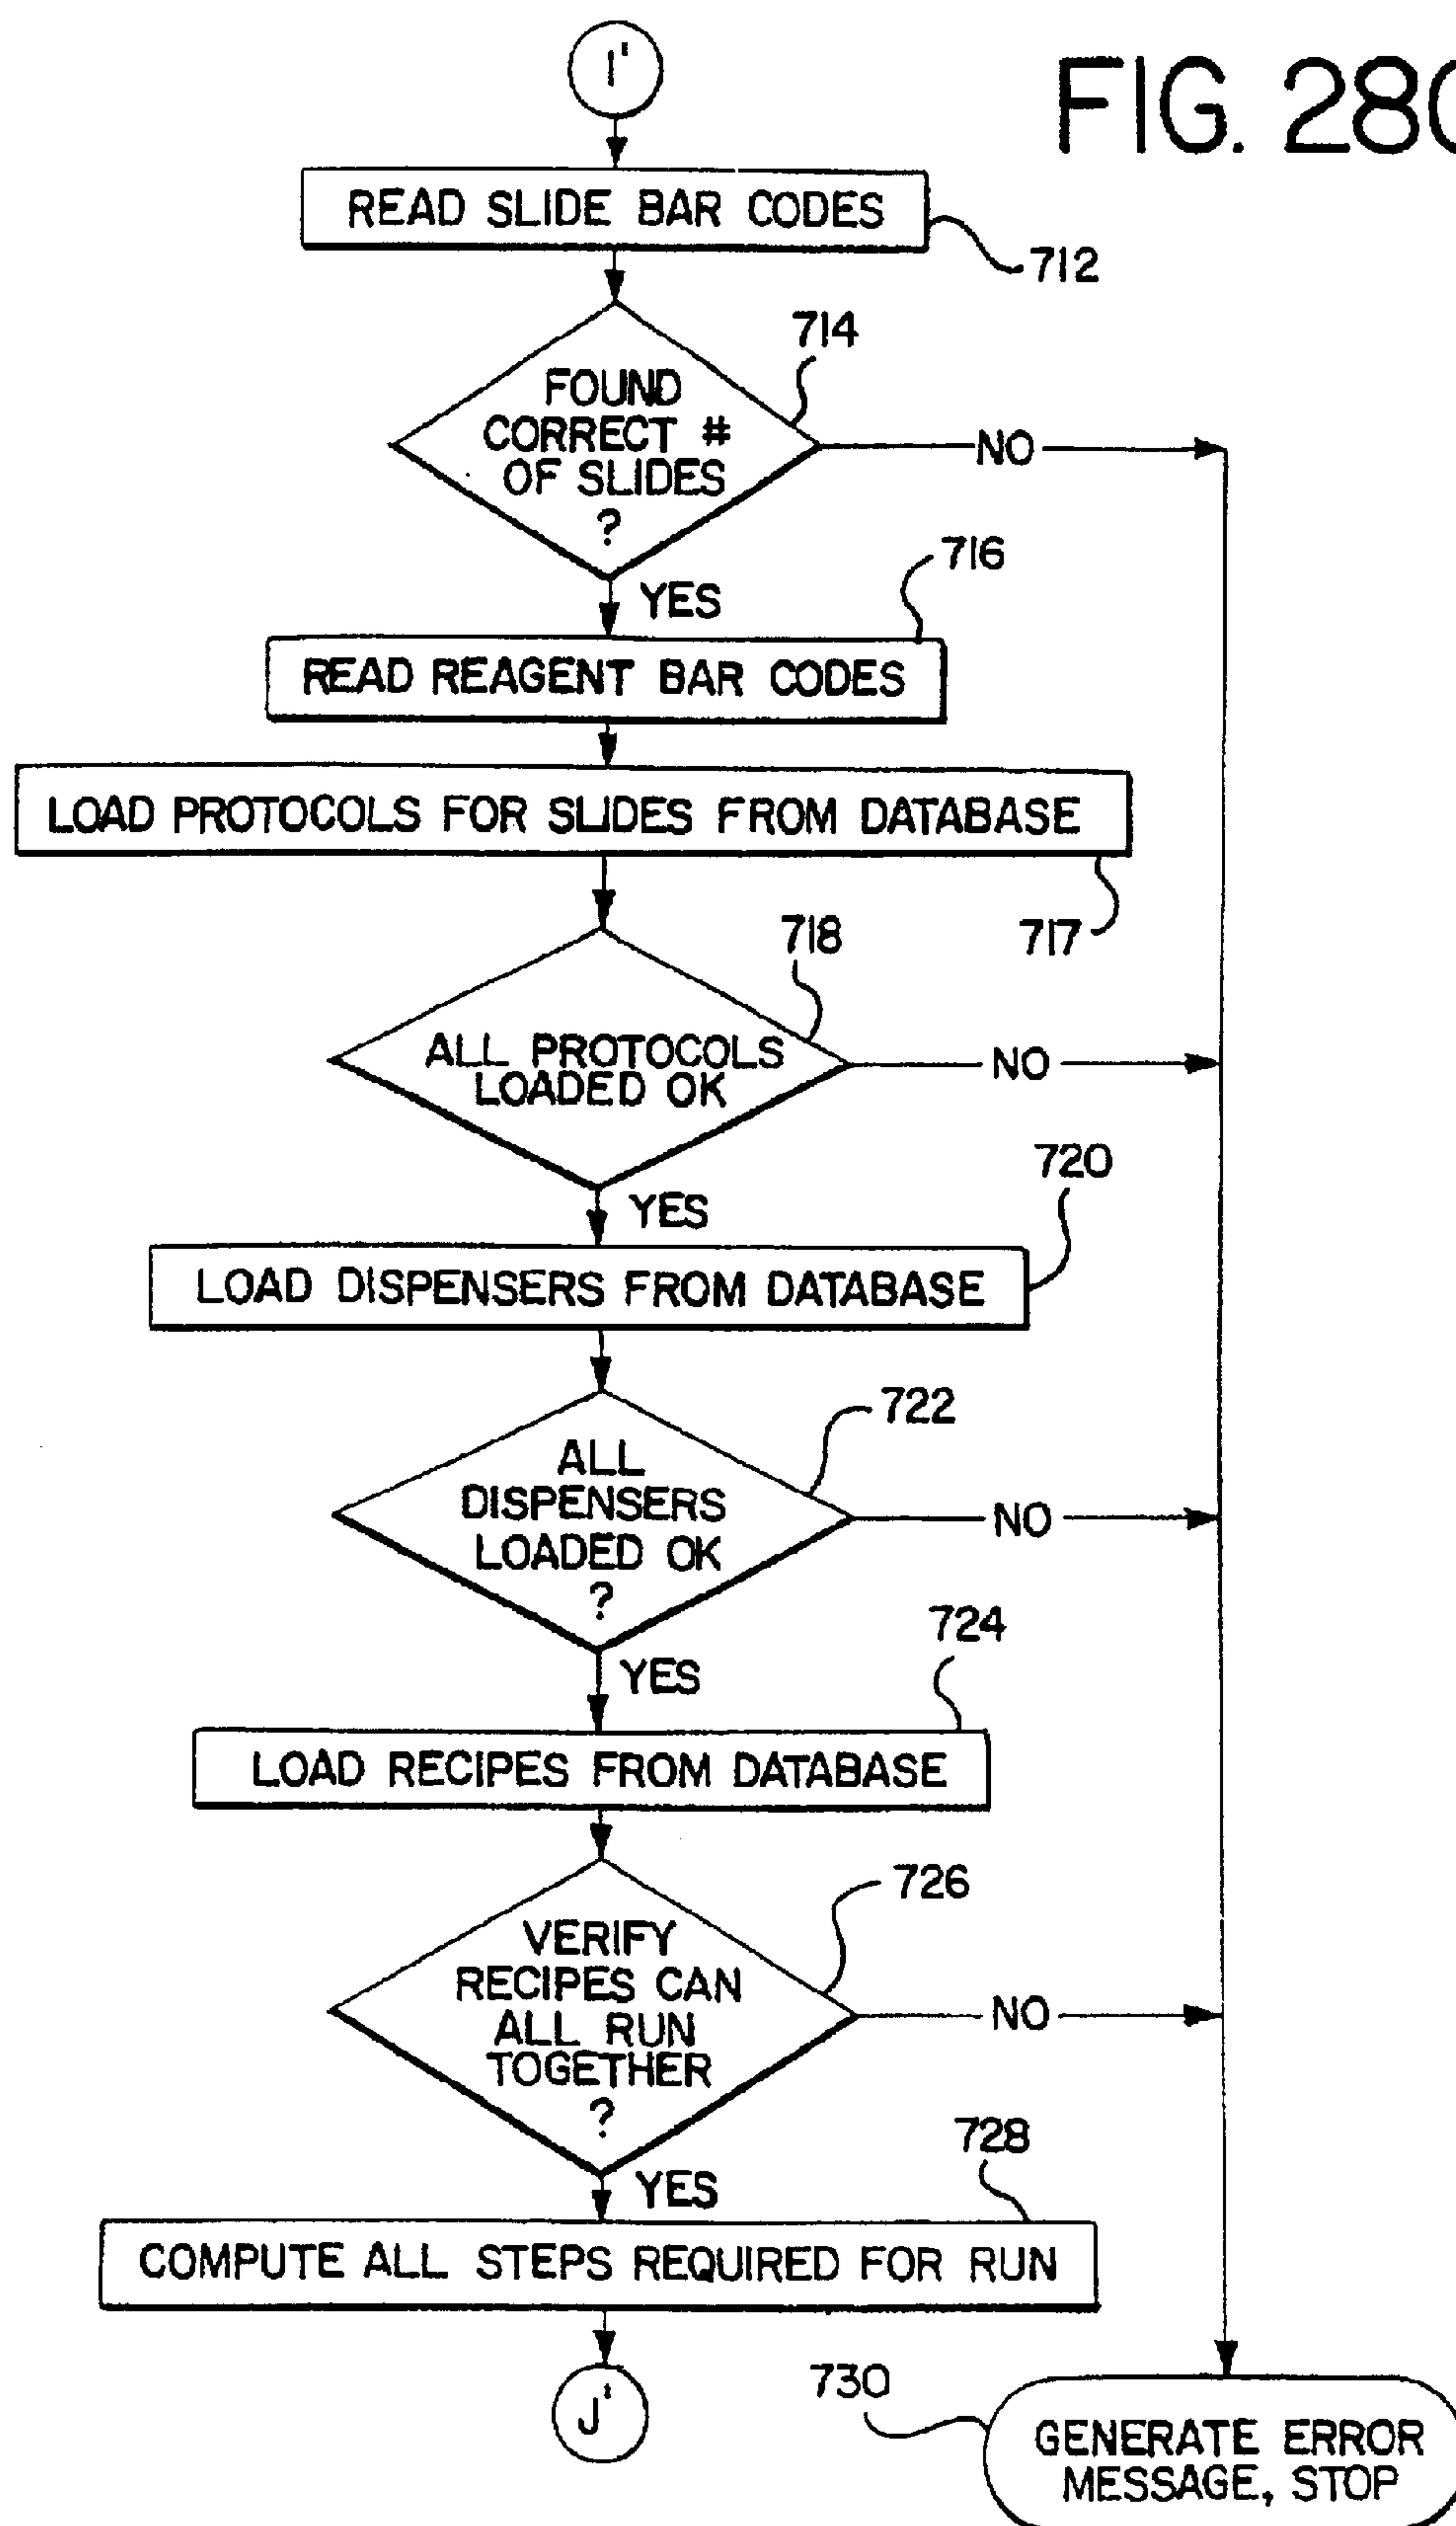 I'
FIG. 28C
READ SLIDE BAR CODES
712
714
FOUND
CORRECT #
OF SLIDES
?
NO
716
YES
READ REAGENT BAR CODES
LOAD PROTOCOLS FOR SLIDES FROM DATABASE
717
718
ALL PROTOCOLS
LOADED OK
NO
720
YES
LOAD DISPENSERS FROM DATABASE
722
ALL
DISPENSERS
LOADED OK
?
NO
724
YES
LOAD RECIPES FROM DATABASE
726
VERIFY
RECIPES CAN
ALL RUN
TOGETHER
?
NO
728
YES
COMPUTE ALL STEPS REQUIRED FOR RUN
J'
730
GENERATE ERROR
MESSAGE, STOP